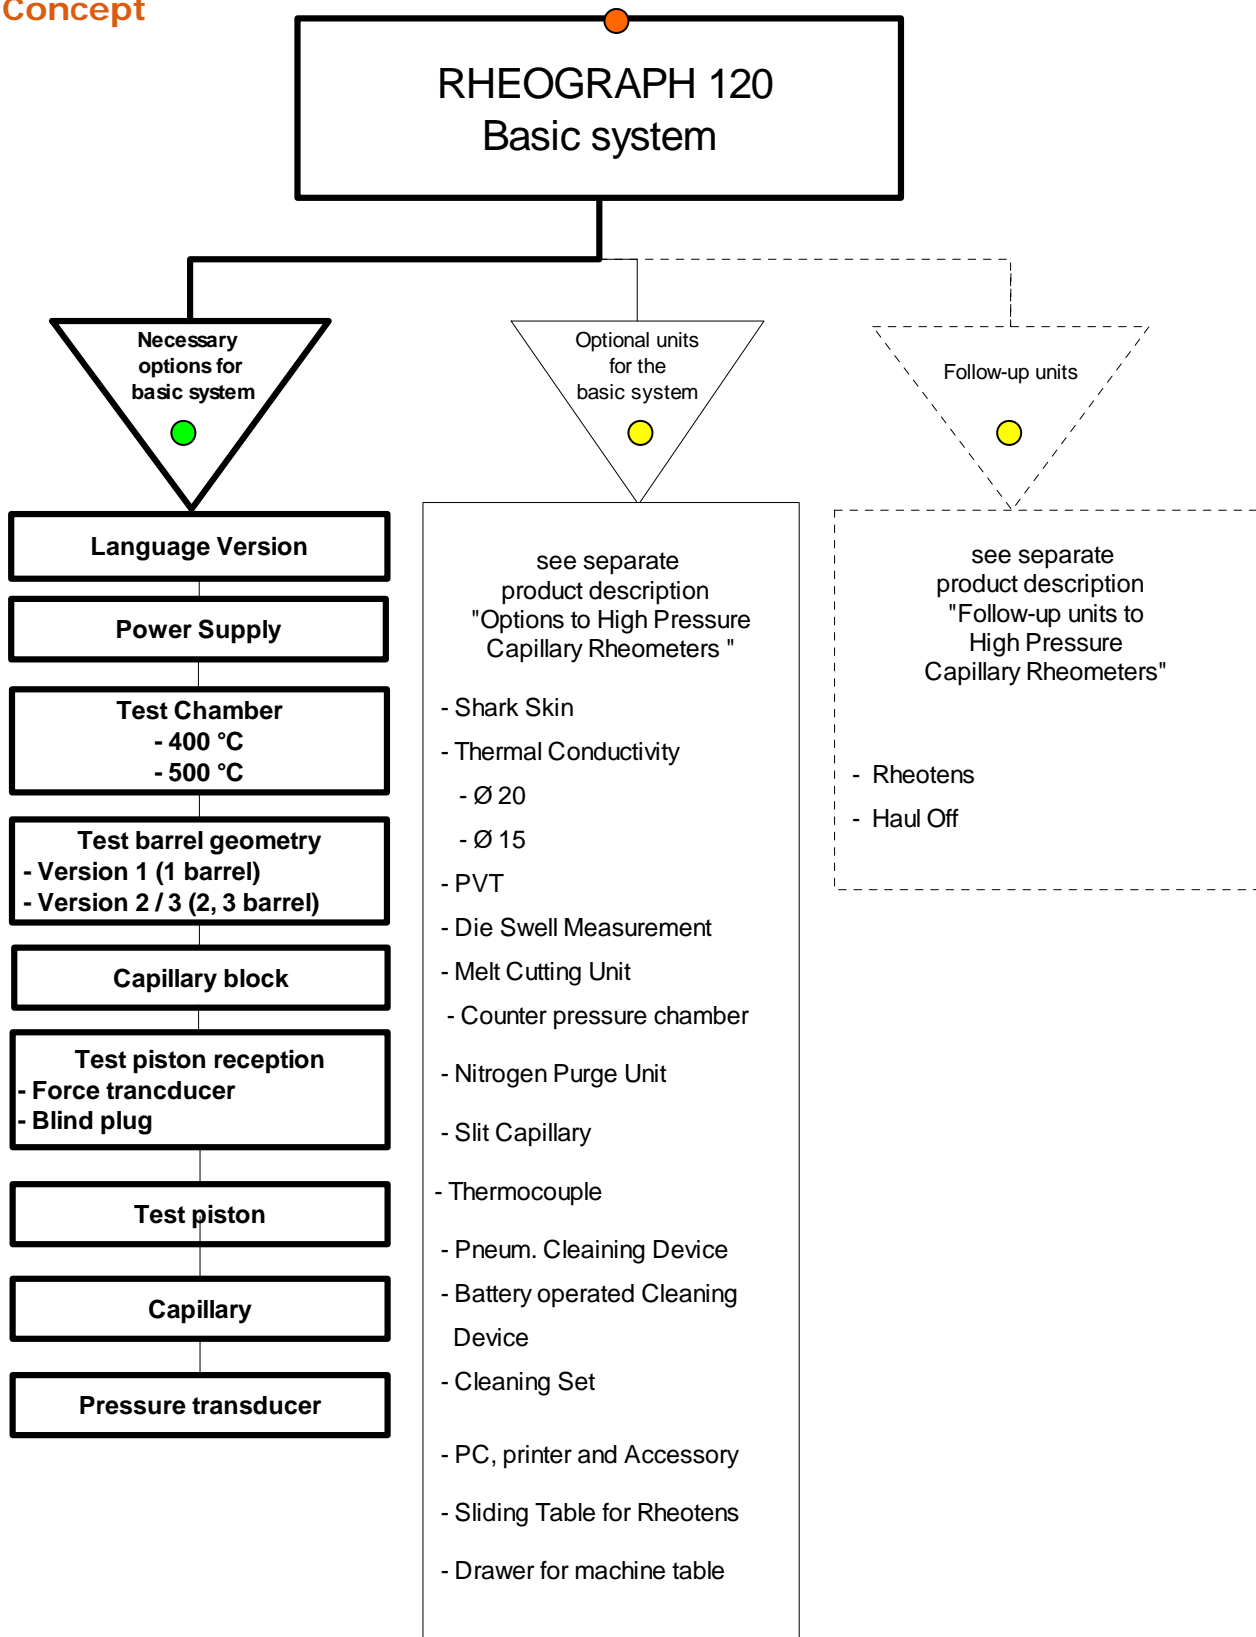 Concept
RHEOGRAPH 120
Basic system
Necessary
options for
basic system
Language Version
Power Supply
Test Chamber
- 400 °C
- 500 °C
Test barrel geometry
- Version 1 (1 barrel)
- Version 2 / 3 (2, 3 barrel)
Capillary block
Test piston reception
- Force trancducer
- Blind plug
Test piston
Capillary
Pressure transducer
Optional units
for the
basic system
see separate
product description
"Options to High Pressure
Capillary Rheometers "
- Shark Skin
- Thermal Conductivity
- Ø 20
- Ø 15
- PVT
- Die Swell Measurement
- Melt Cutting Unit
- Counter pressure chamber
- Nitrogen Purge Unit
- Slit Capillary
- Thermocouple
- Pneum. Cleaining Device
- Battery operated Cleaning
Device
- Cleaning Set
- PC, printer and Accessory
- Sliding Table for Rheotens
- Drawer for machine table
Follow-up units
see separate
product description
"Follow-up units to
High Pressure
Capillary Rheometers"
- Rheotens
- Haul Off